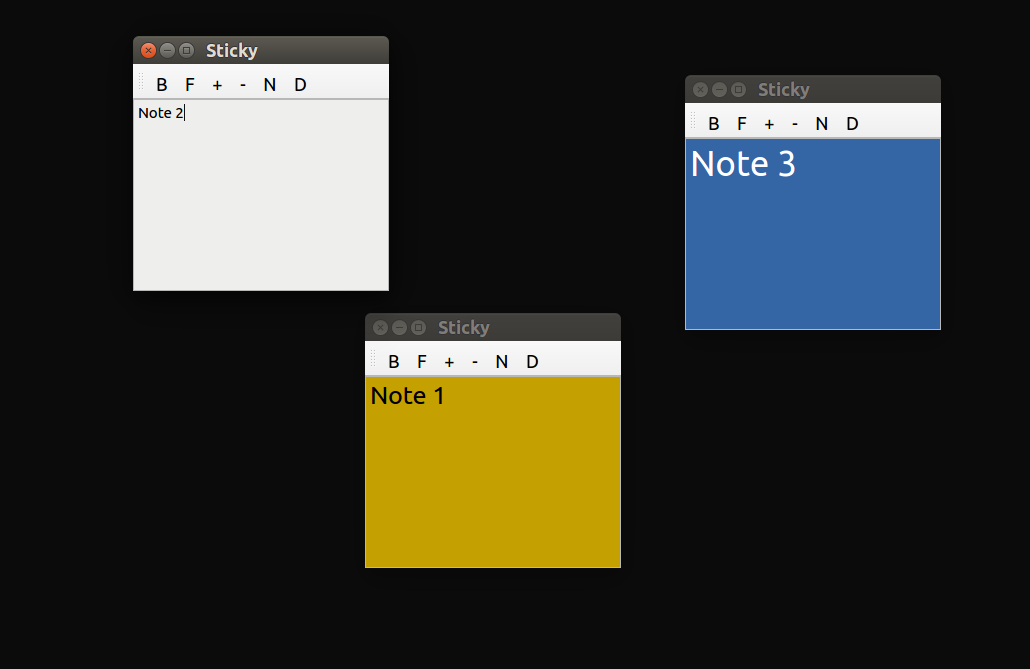 Sticky
B F + - N D
Note 2
Sticky
B F + - N D
Note 3
Sticky
B F + - N D
Note 1